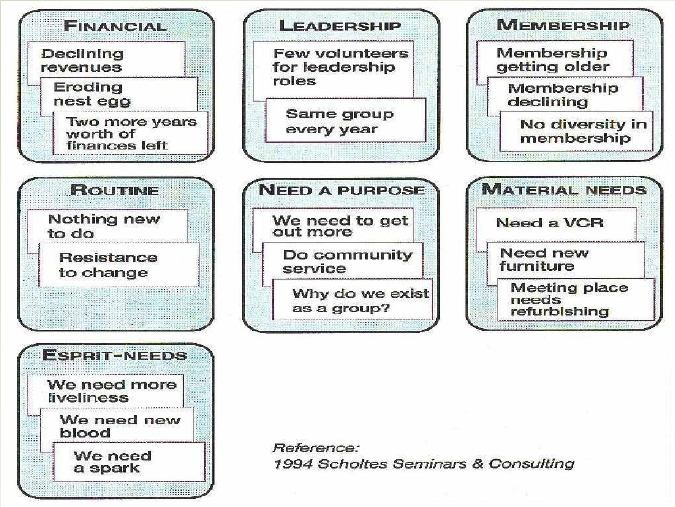 FINANCIAL
Declining
revenues
Eroding
nest egg
Two more years
worth of
finances left
LEADERSHIP
Few volunteers
for leadership
roles
Same group
every year
MEMBERSHIP
Membership
getting older
Membership
declining
No diversity in
membership
ROUTINE
Nothing new
to do
Resistance
to change
NEED A PURPOSE
We need to get
out more
Do community
service
Why do we exist
as a group?
MATERIAL NEEDS
Need a VCR
Need new
furniture
Meeting place
needs
refurbishing
ESPRIT-NEEDS
We need more
liveliness
We need new
blood
We need
a spark
Reference:
1994 Scholtes Seminars & Consulting